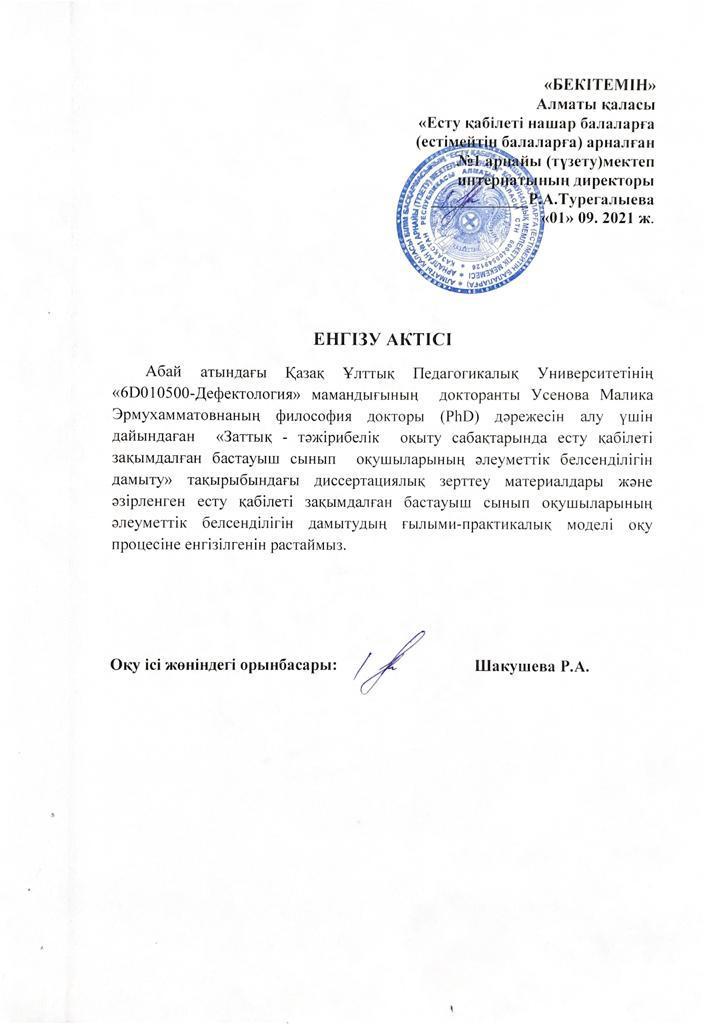 «БЕКІТЕМІН»
Алматы қаласы
«Есту қабілеті нашар балаларға
(естімейтін балаларға) арналған
№1 арнайы (түзету)мектеп
интернатының директоры
Р.А.Турегалыева
«01» 09. 2021 ж.
ЕНГІЗУ АКТІСІ
Абай атындағы Қазақ Ұлттық Педагогикалық Университетінің
«6D010500-Дефектология» мамандығының докторанты Усенова Малика
Эрмухамматовнаның философия докторы (PhD) дәрежесін алу үшін
дайындаған «Заттық - тәжірибелік оқыту сабақтарында есту қабілеті
зақымдалған бастауыш сынып оқушыларының әлеуметтік белсенділігін
дамыту» тақырыбындағы диссертациялық зерттеу материалдары және
әзірленген есту қабілеті зақымдалған бастауыш сынып оқушыларының
әлеуметтік белсенділігін дамытудың ғылыми-практикалық моделі оқу
процесіне енгізілгенін растаймыз.
Оқу ісі жөніндегі орынбасары: Шакушева Р.А.